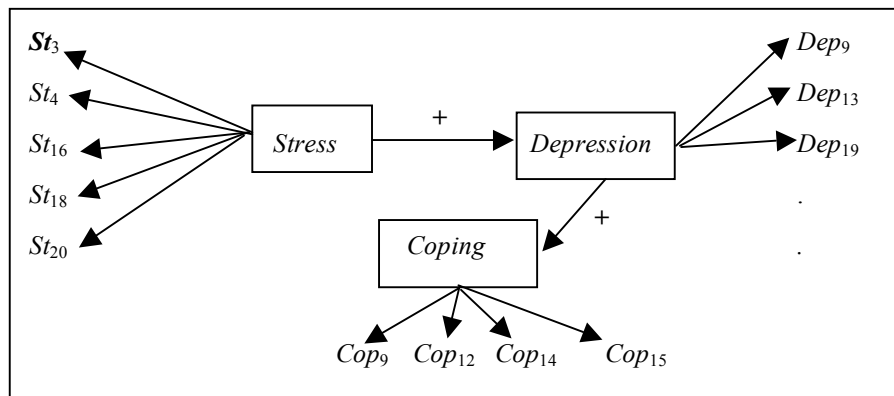 St3
St4
St16
St18
St20
Stress
+
Depression
Dep9
Dep13
Dep19
.
.
+
Coping
Cop9 Cop12 Cop14 Cop15